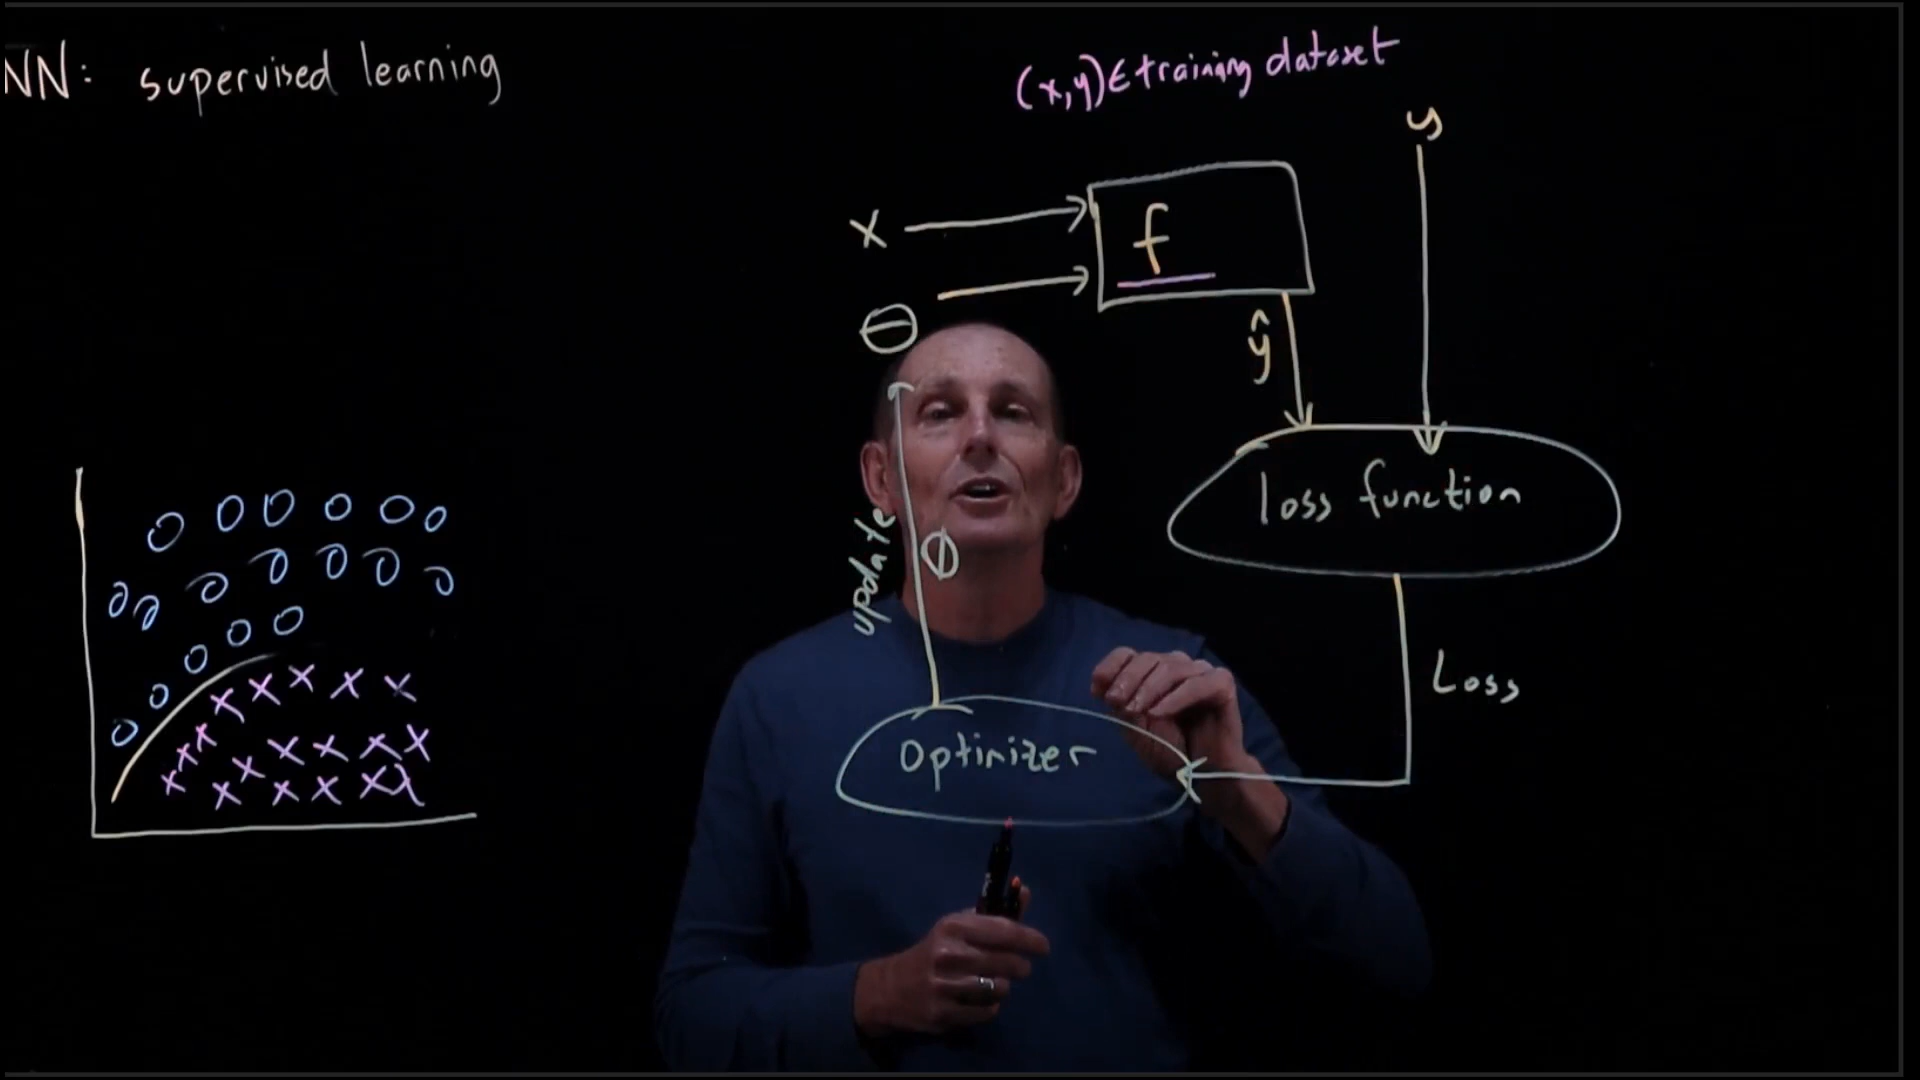 NN: supervised learning
(x,y)∈training dataset
y
x
f
θ
ŷ
loss function
update θ
Loss
Optimizer